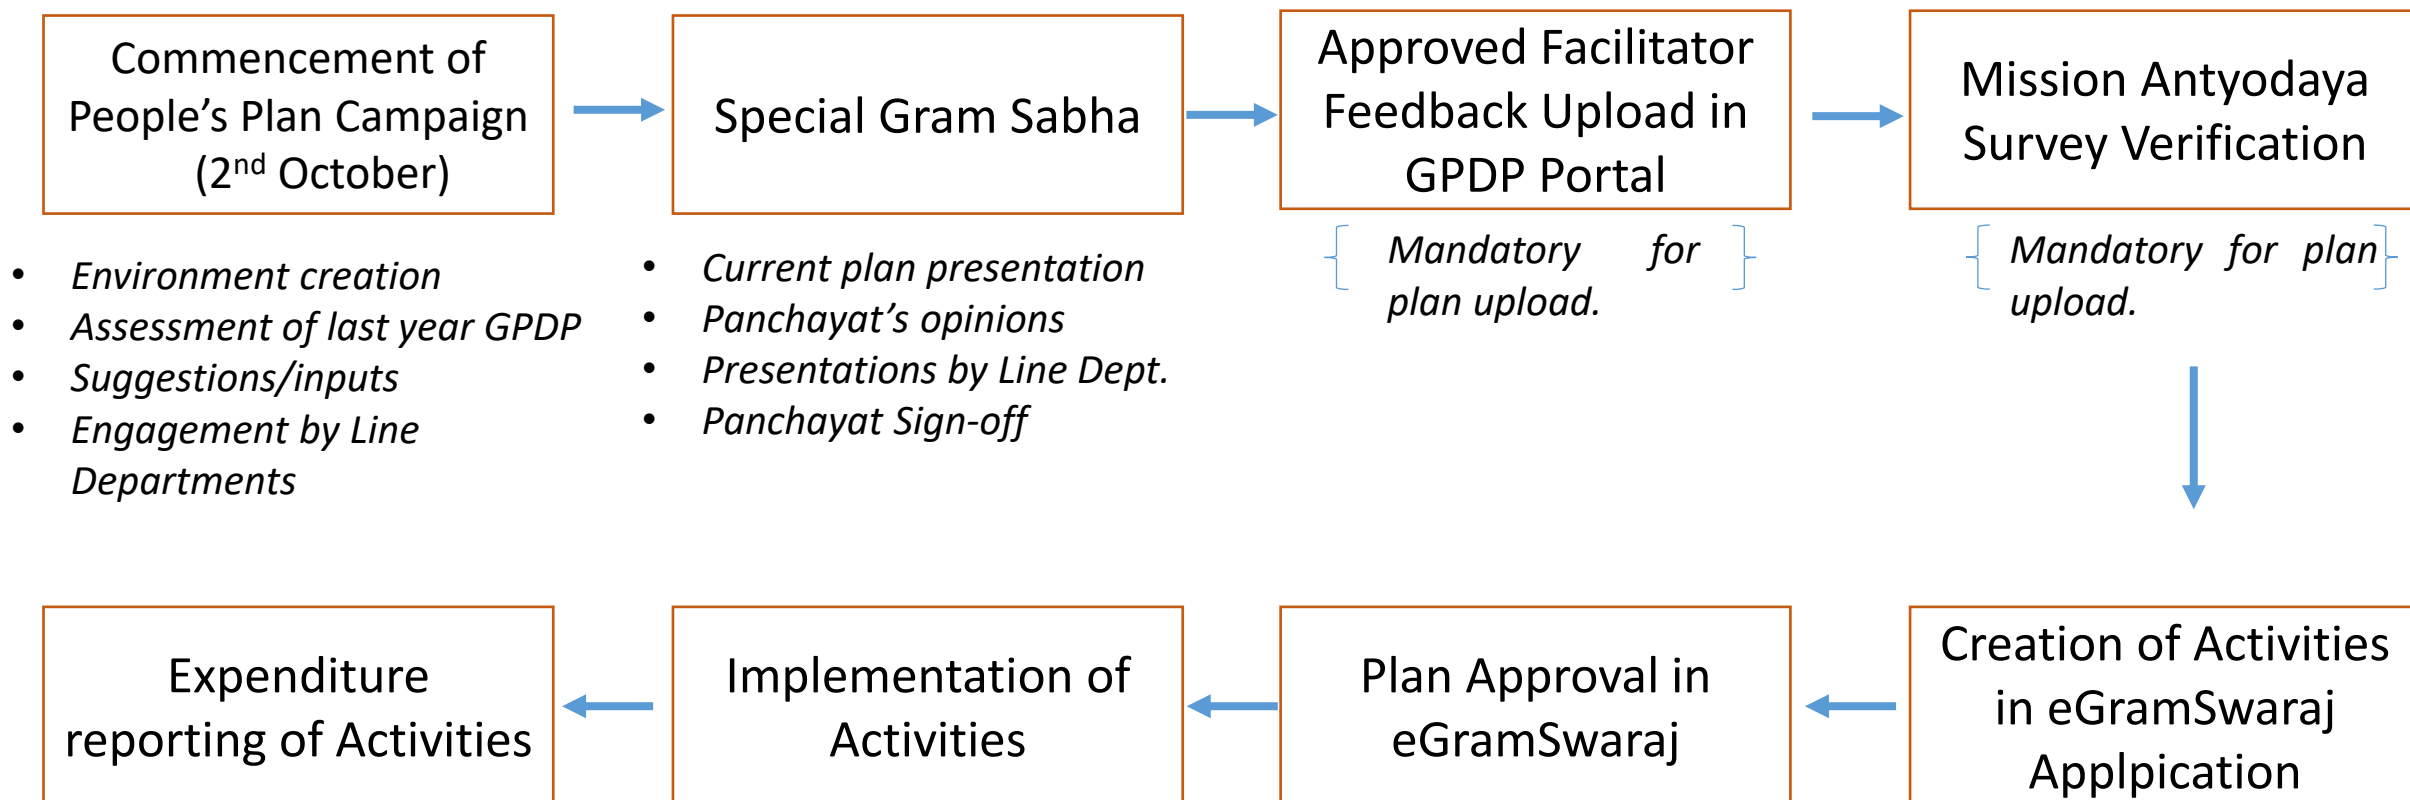 Commencement of
People’s Plan Campaign
(2nd October)
Special Gram Sabha
Approved Facilitator
Feedback Upload in
GPDP Portal
Mission Antyodaya
Survey Verification
• Environment creation
• Assessment of last year GPDP
• Suggestions/inputs
• Engagement by Line
Departments
• Current plan presentation
• Panchayat’s opinions
• Presentations by Line Dept.
• Panchayat Sign-off
Mandatory for
plan upload.
Mandatory for plan
upload.
Creation of Activities
in eGramSwaraj
Applpication
Plan Approval in
eGramSwaraj
Implementation of
Activities
Expenditure
reporting of Activities